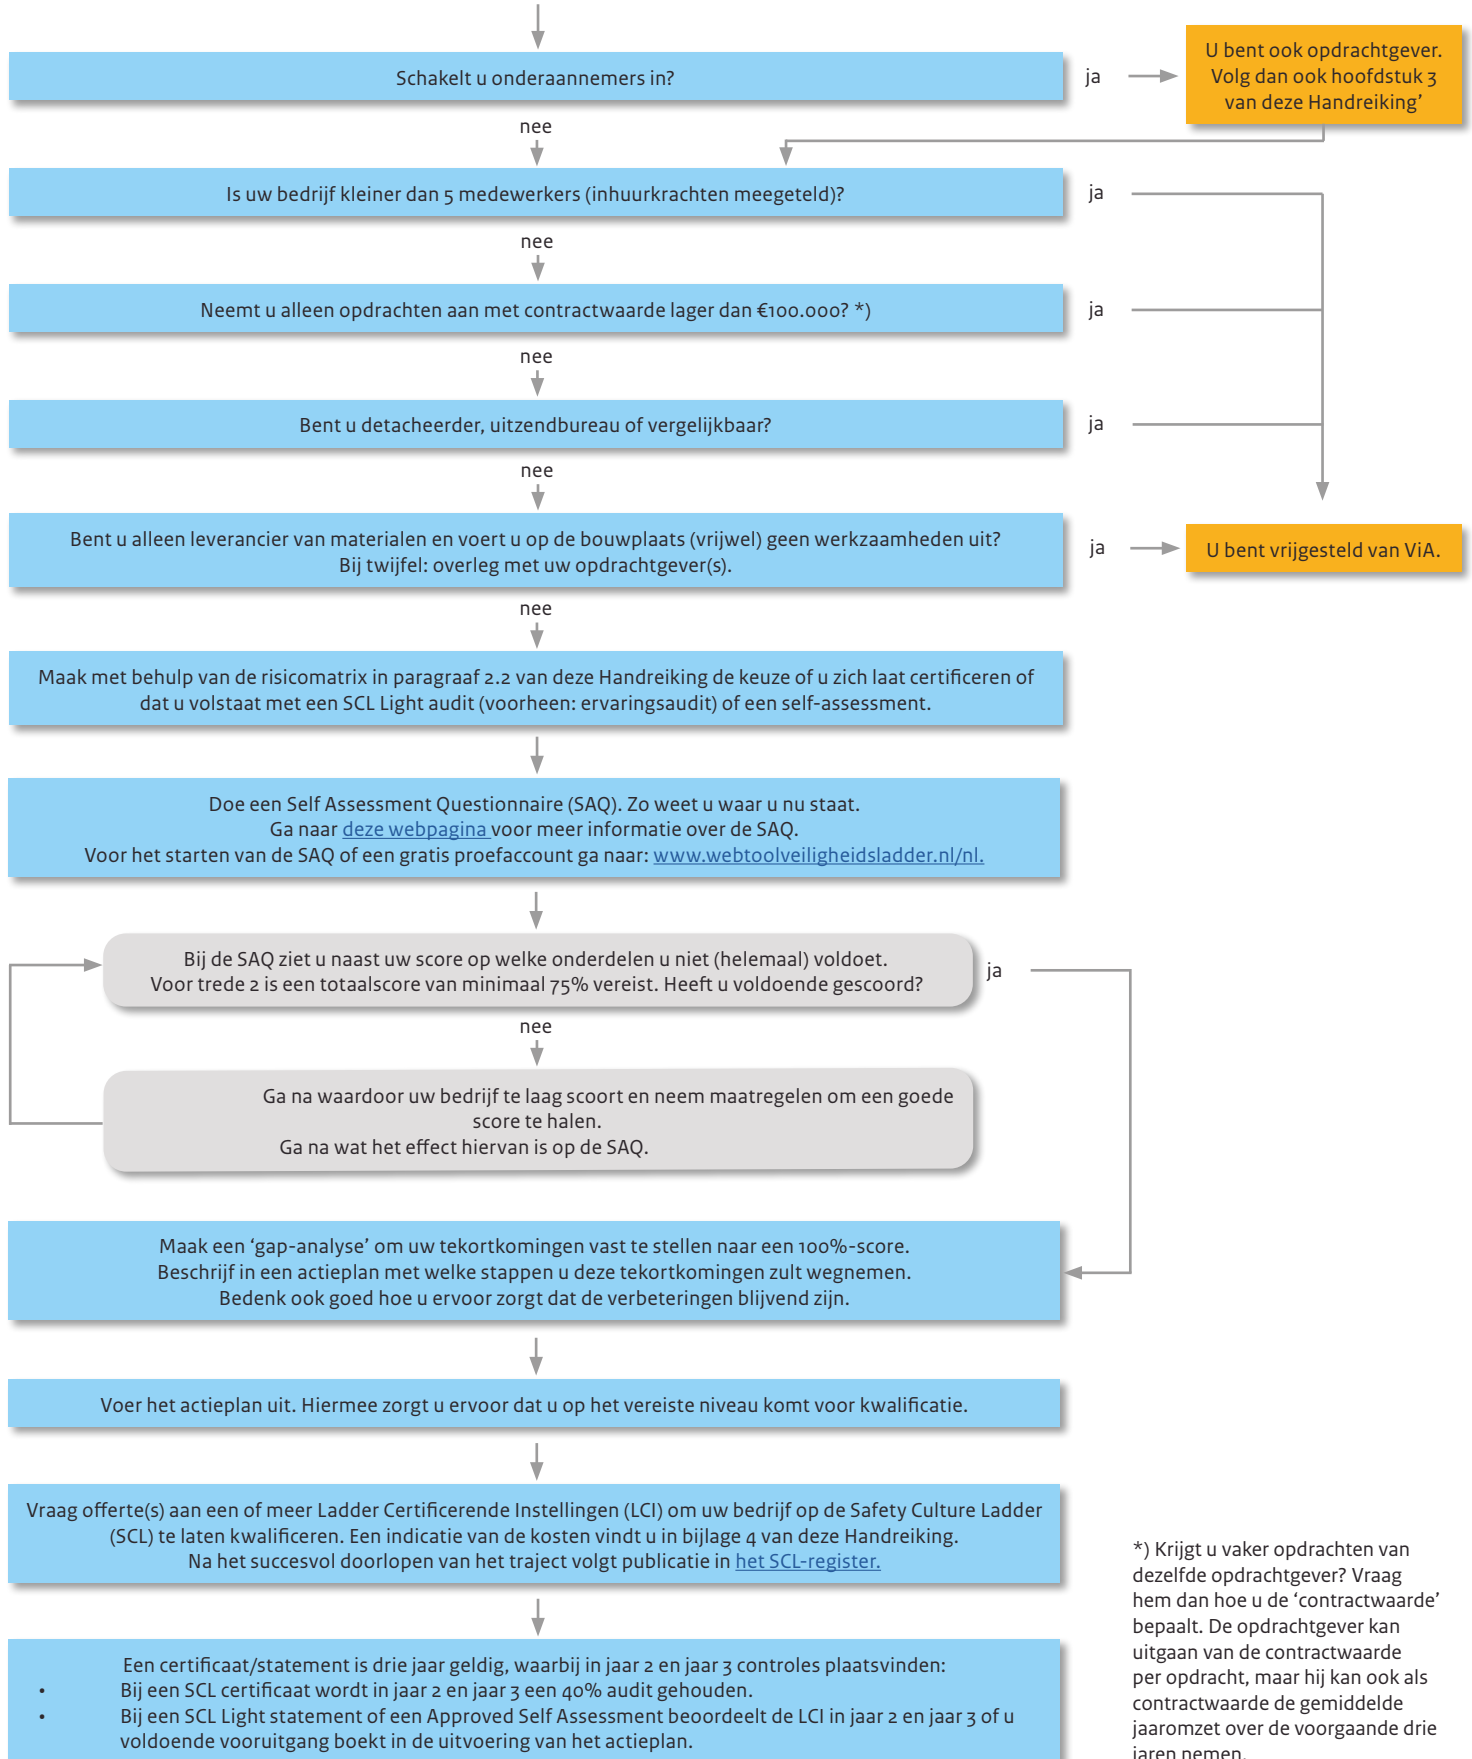 Schakelt u onderaannemers in?
ja
U bent ook opdrachtgever.
Volg dan ook hoofdstuk 3
van deze Handreiking’
nee
Is uw bedrijf kleiner dan 5 medewerkers (inhuurkrachten meegeteld)?
ja
nee
Neemt u alleen opdrachten aan met contractwaarde lager dan €100.000? *)
ja
nee
Bent u detacheerder, uitzendbureau of vergelijkbaar?
ja
nee
Bent u alleen leverancier van materialen en voert u op de bouwplaats (vrijwel) geen werkzaamheden uit?
Bij twijfel: overleg met uw opdrachtgever(s).
ja
U bent vrijgesteld van ViA.
nee
Maak met behulp van de risicomatrix in paragraaf 2.2 van deze Handreiking de keuze of u zich laat certificeren of
dat u volstaat met een SCL Light audit (voorheen: ervaringsaudit) of een self-assessment.
Doe een Self Assessment Questionnaire (SAQ). Zo weet u waar u nu staat.
Ga naar deze webpagina voor meer informatie over de SAQ.
Voor het starten van de SAQ of een gratis proefaccount ga naar: www.webtoolveiligheidsladder.nl/nl.
Bij de SAQ ziet u naast uw score op welke onderdelen u niet (helemaal) voldoet.
Voor trede 2 is een totaalscore van minimaal 75% vereist. Heeft u voldoende gescoord?
ja
nee
Ga na waardoor uw bedrijf te laag scoort en neem maatregelen om een goede
score te halen.
Ga na wat het effect hiervan is op de SAQ.
Maak een ‘gap-analyse’ om uw tekortkomingen vast te stellen naar een 100%-score.
Beschrijf in een actieplan met welke stappen u deze tekortkomingen zult wegnemen.
Bedenk ook goed hoe u ervoor zorgt dat de verbeteringen blijvend zijn.
Voer het actieplan uit. Hiermee zorgt u ervoor dat u op het vereiste niveau komt voor kwalificatie.
Vraag offerte(s) aan een of meer Ladder Certificerende Instellingen (LCI) om uw bedrijf op de Safety Culture Ladder
(SCL) te laten kwalificeren. Een indicatie van de kosten vindt u in bijlage 4 van deze Handreiking.
Na het succesvol doorlopen van het traject volgt publicatie in het SCL-register.
Een certificaat/statement is drie jaar geldig, waarbij in jaar 2 en jaar 3 controles plaatsvinden:
• Bij een SCL certificaat wordt in jaar 2 en jaar 3 een 40% audit gehouden.
• Bij een SCL Light statement of een Approved Self Assessment beoordeelt de LCI in jaar 2 en jaar 3 of u
voldoende vooruitgang boekt in de uitvoering van het actieplan.
*) Krijgt u vaker opdrachten van
dezelfde opdrachtgever? Vraag
hem dan hoe u de ‘contractwaarde’
bepaalt. De opdrachtgever kan
uitgaan van de contractwaarde
per opdracht, maar hij kan ook als
contractwaarde de gemiddelde
jaaromzet over de voorgaande drie
jaren nemen.